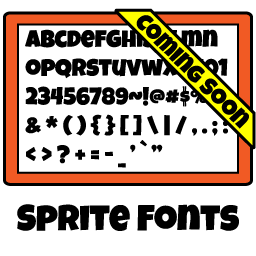 ABCDeFGHI mn
OPQRSTUVWX 01
23456789~!@#$%
& * ( ) { } [ ] \ | / , . ; :
< > ? + = - _ ' ` "
Coming Soon
SPRITE FONTS